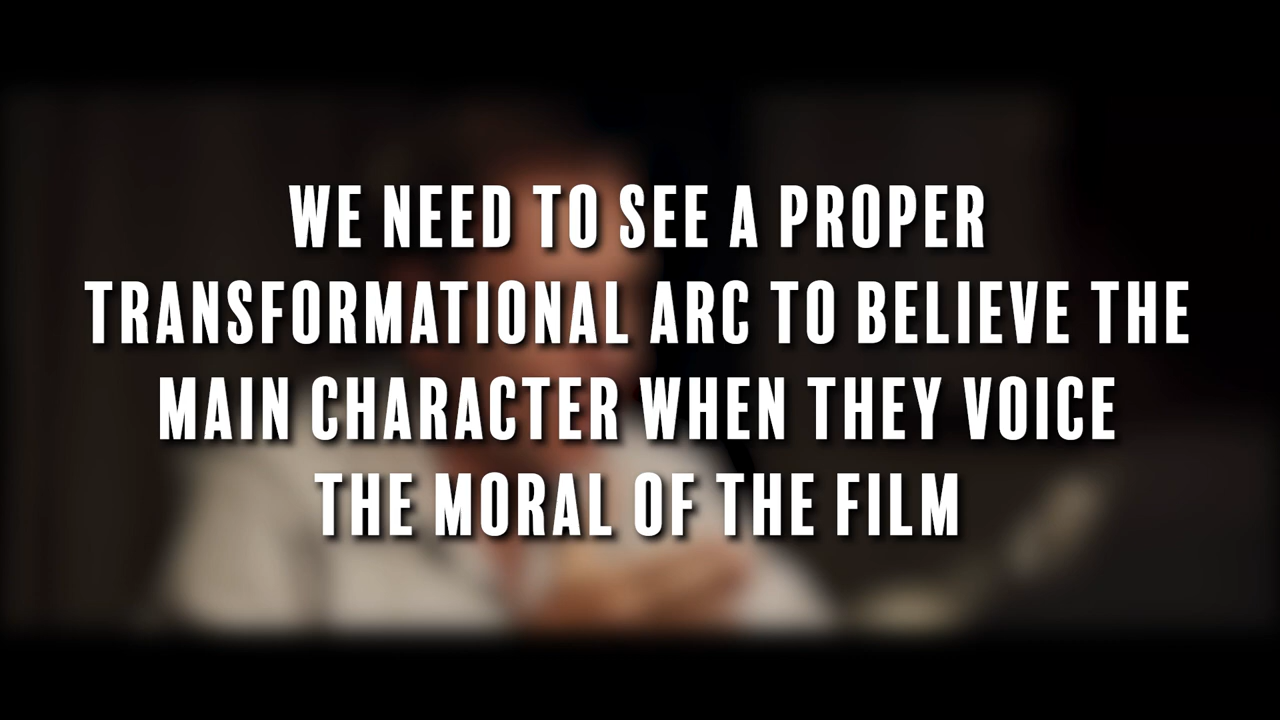 WE NEED TO SEE A PROPER
TRANSFORMATIONAL ARC TO BELIEVE THE
MAIN CHARACTER WHEN THEY VOICE
THE MORAL OF THE FILM